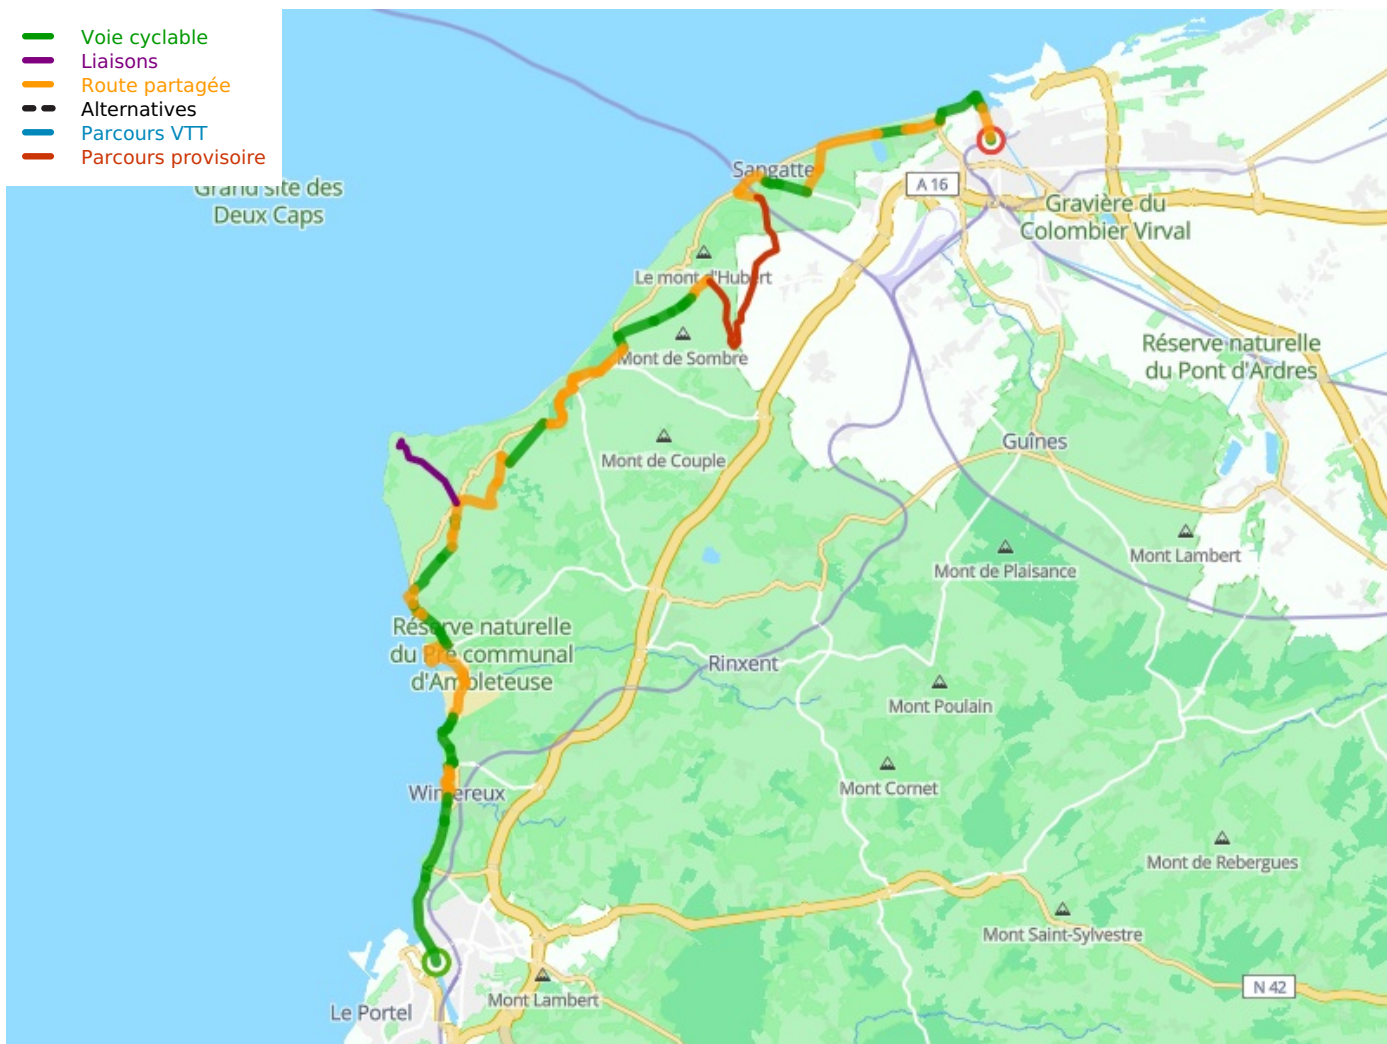 Voie cyclable
Liaisons
Route partagée
Alternatives
Parcours VTT
Parcours provisoire
Grand site des
Deux Caps
Sangatte
A 16
Gravière du
Colombier Virval
Le mont d'Hubert
Mont de Sombre
Réserve naturelle
du Pont d'Ardres
Guînes
Mont de Couple
Mont Lambert
Mont de Plaisance
Réserve naturelle
du Pré communal
d'Ambleteuse
Rinxent
Mont Poulain
Mont Cornet
Wimereux
Mont de Rebergues
Mont Saint-Sylvestre
N 42
Mont Lambert
Le Portel